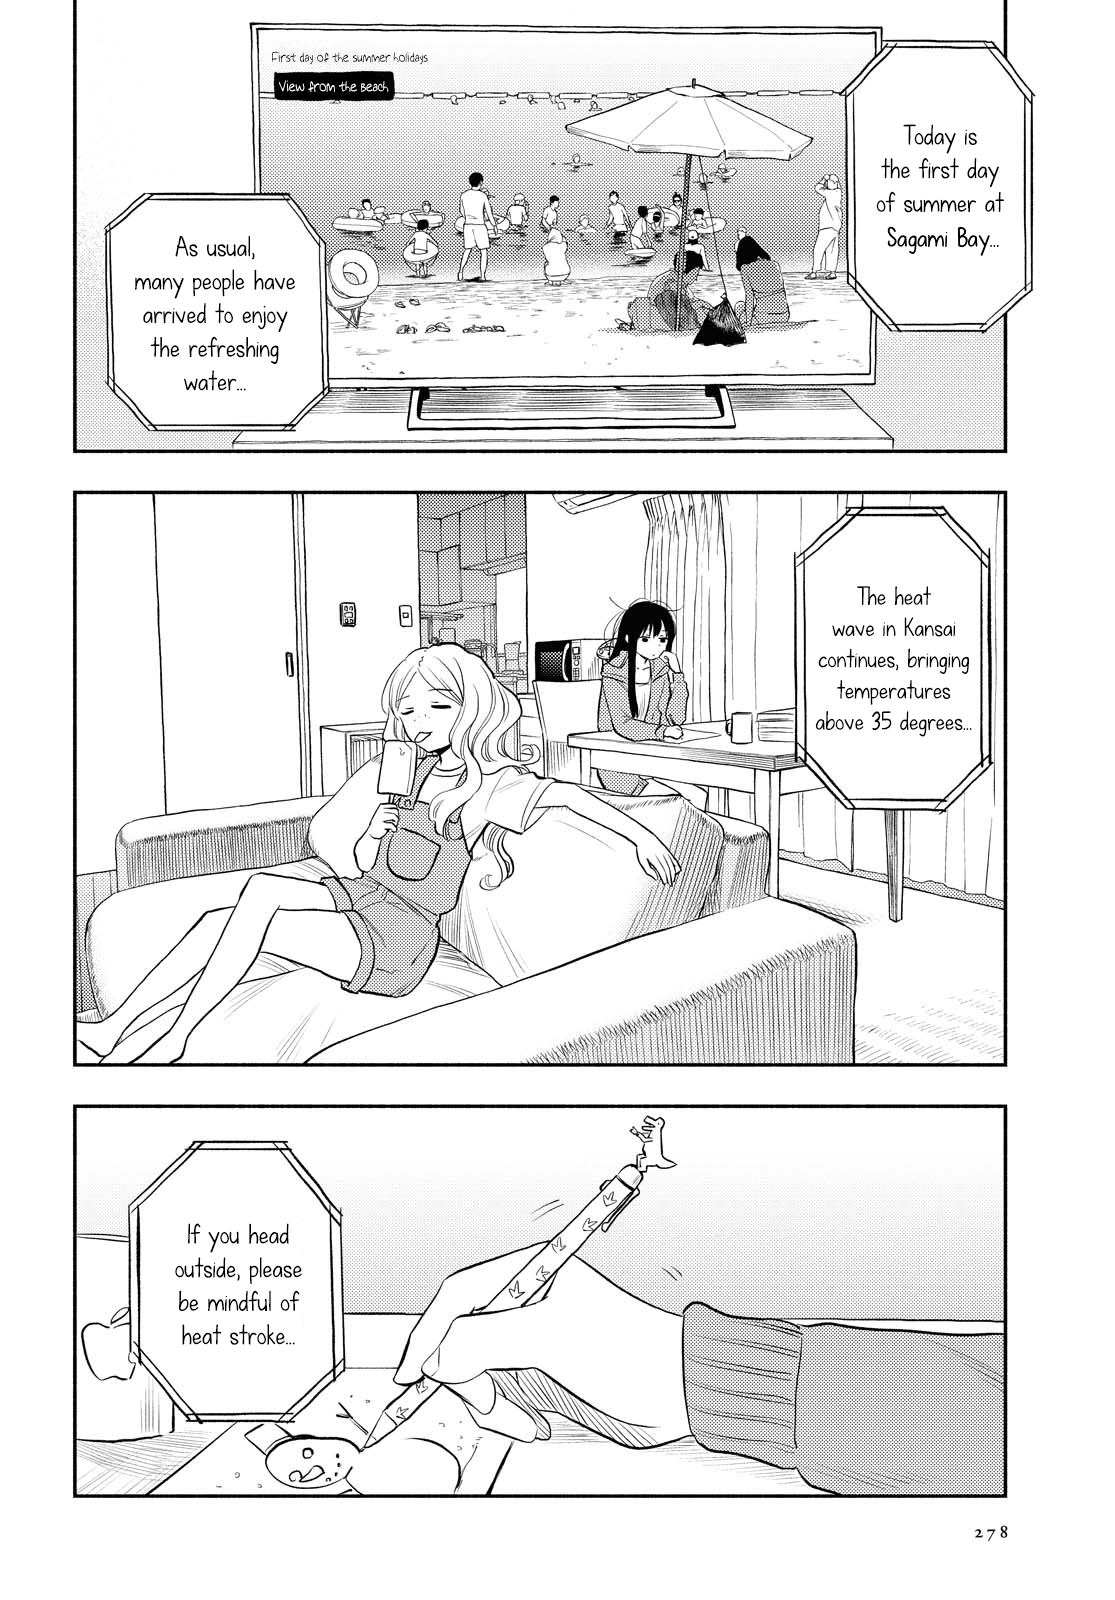 First day of the summer holidays
View from the Beach
Today is
the first day
of summer at
Sagami Bay...
As usual,
many people have
arrived to enjoy
the refreshing
water...
The heat
wave in Kansai
continues, bringing
temperatures
above 35 degrees...
If you head
outside, please
be mindful of
heat stroke...
278